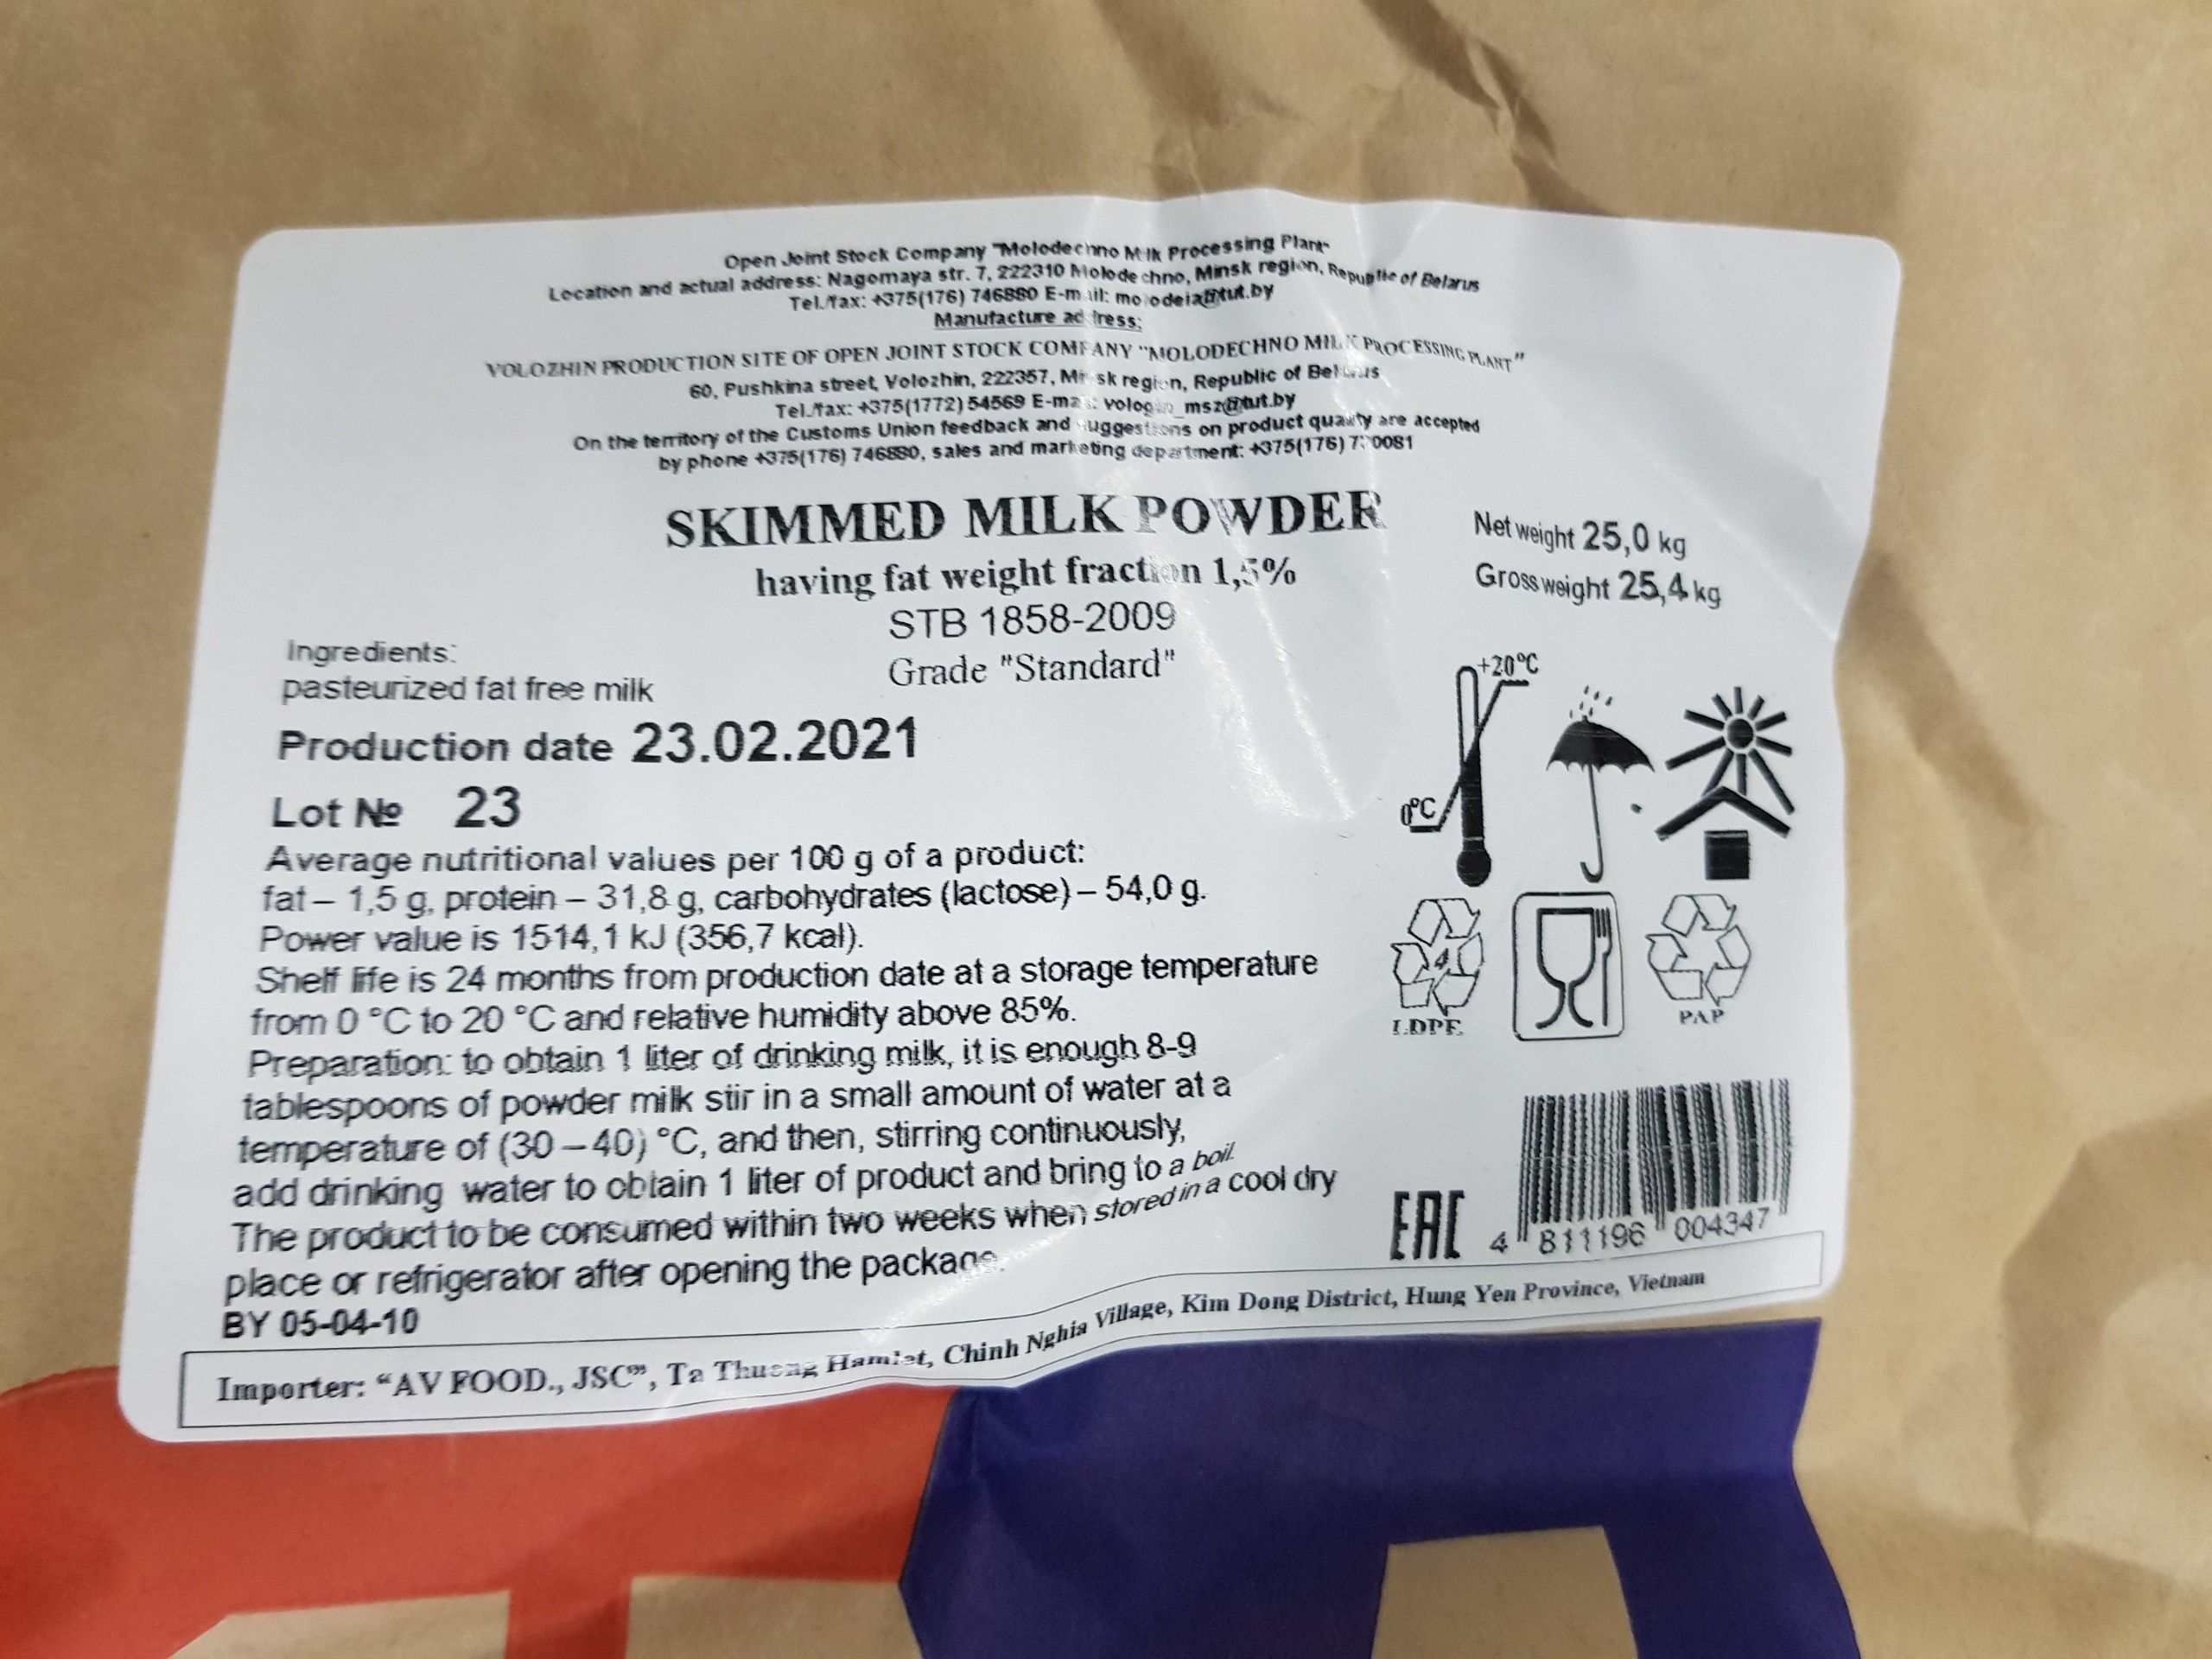 Open Joint Stock Company "Molodechno Milk Processing Plant"
Location and actual address: Nagornaya str. 7, 222310 Molodechno, Minsk region, Republic of Belarus
Tel./fax: +375(176) 746880 E-mail: molodeia@tut.by
Manufacture address:
VOLOZHIN PRODUCTION SITE OF OPEN JOINT STOCK COMPANY "MOLODECHNO MILK PROCESSING PLANT"
60, Pushkina street, Volozhin, 222357, Minsk region, Republic of Belarus
Tel./fax: +375(1772) 54569 E-mail:
On the territory of the Customs Union feedback and suggestions on product quality are accepted
by phone +375(176) 746880, sales and marketing department:
SKIMMED MILK POWDER
having fat weight fraction 1,5%
STB 1858-2009
Grade "Standard"
Net weight 25,0 kg
Gross weight 25,4 kg
Ingredients:
pasteurized fat free milk
Production date 23.02.2021
Lot № 23
Average nutritional values per 100 g of a product:
fat – 1,5 g, protein – 31,8 g, carbohydrates (lactose) – 54,0 g.
Power value is 1514,1 kJ (356,7 kcal).
Shelf life is 24 months from production date at a storage temperature
from 0 °C to 20 °C and relative humidity above 85%.
Preparation: to obtain 1 liter of drinking milk, it is enough 8-9
tablespoons of powder milk stir in a small amount of water at a
temperature of (30 – 40) °C, and then, stirring continuously,
add drinking water to obtain 1 liter of product and bring to a boil.
The product to be consumed within two weeks when stored in a cool dry
place or refrigerator after opening the package.
BY 05-04-10
+20°C
0°C
4
LDPE
PAP
EAC
4 811196 004347
Importer: “AV FOOD., JSC”, Ta Thuong Hamlet, Chinh Nghia Village, Kim Dong District, Hung Yen Province, Vietnam